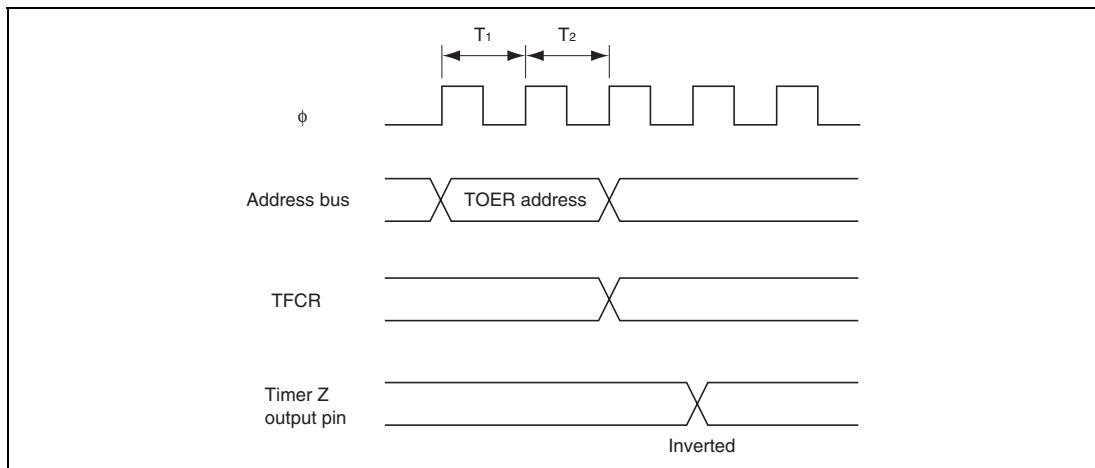 T1 T2
ϕ
Address bus TOER address
TFCR
Timer Z
output pin
Inverted